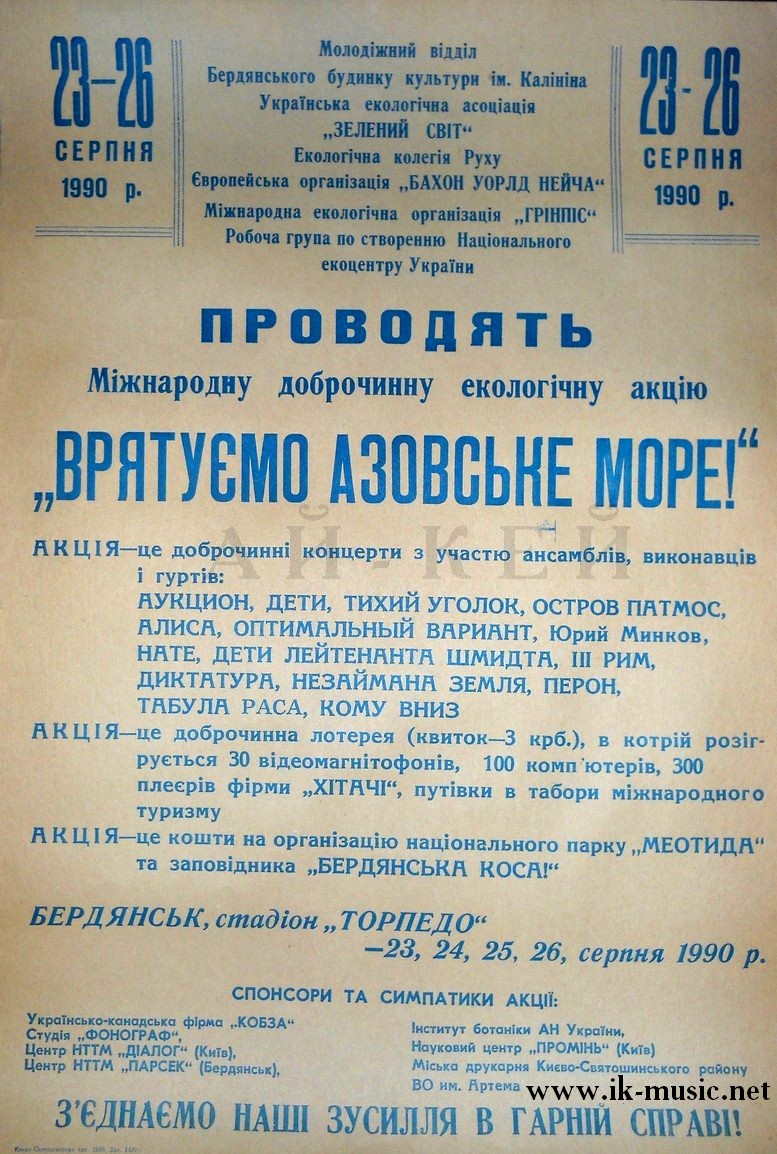 23–26
СЕРПНЯ
1990 р.
Молодіжний відділ
Бердянського будинку культури ім. Калініна
Українська екологічна асоціація
„ЗЕЛЕНИЙ СВІТ“
Екологічна колегія Руху
Європейська організація „БАХОН УОРЛД НЕЙЧА“
Міжнародна екологічна організація „ГРІНПІС“
Робоча група по створенню Національного
екоцентру України
23-26
СЕРПНЯ
1990 р.
ПРОВОДЯТЬ
Міжнародну доброчинну екологічну акцію
„ВРЯТУЄМО АЗОВСЬКЕ МОРЕ!“
АЙ-КЕЙ
АКЦІЯ—це доброчинні концерти з участю ансамблів, виконавців
і гуртів:
АУКЦИОН, ДЕТИ, ТИХИЙ УГОЛОК, ОСТРОВ ПАТМОС,
АЛИСА, ОПТИМАЛЬНЫЙ ВАРИАНТ, Юрий Минков,
НАТЕ, ДЕТИ ЛЕЙТЕНАНТА ШМИДТА, III РИМ,
ДИКТАТУРА, НЕЗАЙМАНА ЗЕМЛЯ, ПЕРОН,
ТАБУЛА РАСА, КОМУ ВНИЗ
АКЦІЯ—це доброчинна лотерея (квиток—3 крб.), в котрій розіг-
рується 30 відеомагнітофонів, 100 комп'ютерів, 300
плеєрів фірми „ХІТАЧІ“, путівки в табори міжнародного
туризму
АКЦІЯ—це кошти на організацію національного парку „МЕОТИДА“
та заповідника „БЕРДЯНСЬКА КОСА!“
БЕРДЯНСЬК, стадіон „ТОРПЕДО“
—23, 24, 25, 26, серпня 1990 р.
СПОНСОРИ ТА СИМПАТИКИ АКЦІЇ:
Українсько-канадська фірма „КОБЗА“
Студія „ФОНОГРАФ“,
Центр НТТМ „ДІАЛОГ“ (Київ),
Центр НТТМ „ПАРСЕК“ (Бердянськ),
Інститут ботаніки АН України,
Науковий центр „ПРОМІНЬ“ (Київ)
Міська друкарня Києво-Святошинського району
ВО им. Артема
www.ik-music.net
З'ЄДНАЄМО НАШІ ЗУСИЛЛЯ В ГАРНІЙ СПРАВІ!